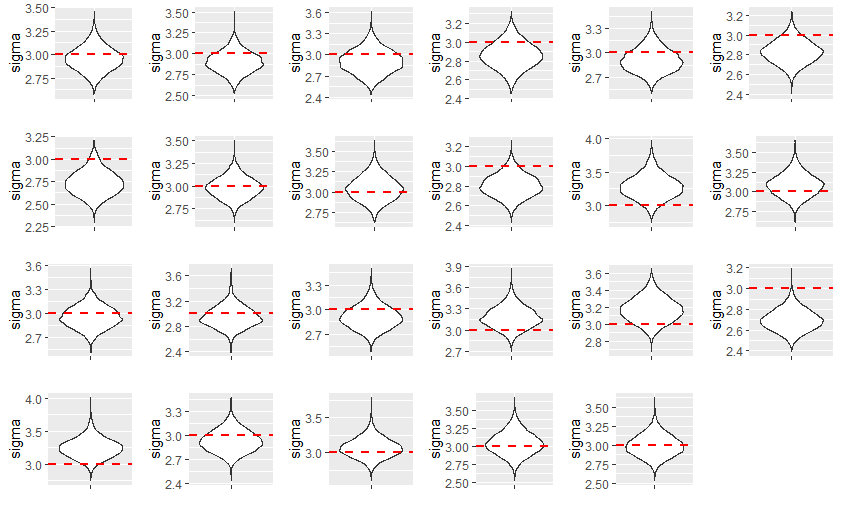 sigma 3.50 3.25 3.00 2.75
sigma 3.50 3.25 3.00 2.75 2.50
sigma 3.6 3.2 2.8 2.4
sigma 3.2 3.0 2.8 2.6 2.4
sigma 3.3 3.0 2.7
sigma 3.2 3.0 2.8 2.6 2.4
sigma 3.25 3.00 2.75 2.50 2.25
sigma 3.50 3.25 3.00 2.75
sigma 3.50 3.25 3.00 2.75
sigma 3.2 3.0 2.8 2.6 2.4
sigma 4.0 3.5 3.0
sigma 3.50 3.25 3.00 2.75
sigma 3.6 3.3 3.0 2.7
sigma 3.6 3.2 2.8 2.4
sigma 3.3 3.0 2.7
sigma 3.9 3.6 3.3 3.0 2.7
sigma 3.6 3.4 3.2 3.0 2.8
sigma 3.2 3.0 2.8 2.6 2.4
sigma 4.0 3.5 3.0
sigma 3.3 3.0 2.7 2.4
sigma 3.5 3.0
sigma 3.50 3.25 3.00 2.75 2.50
sigma 3.50 3.25 3.00 2.75 2.50